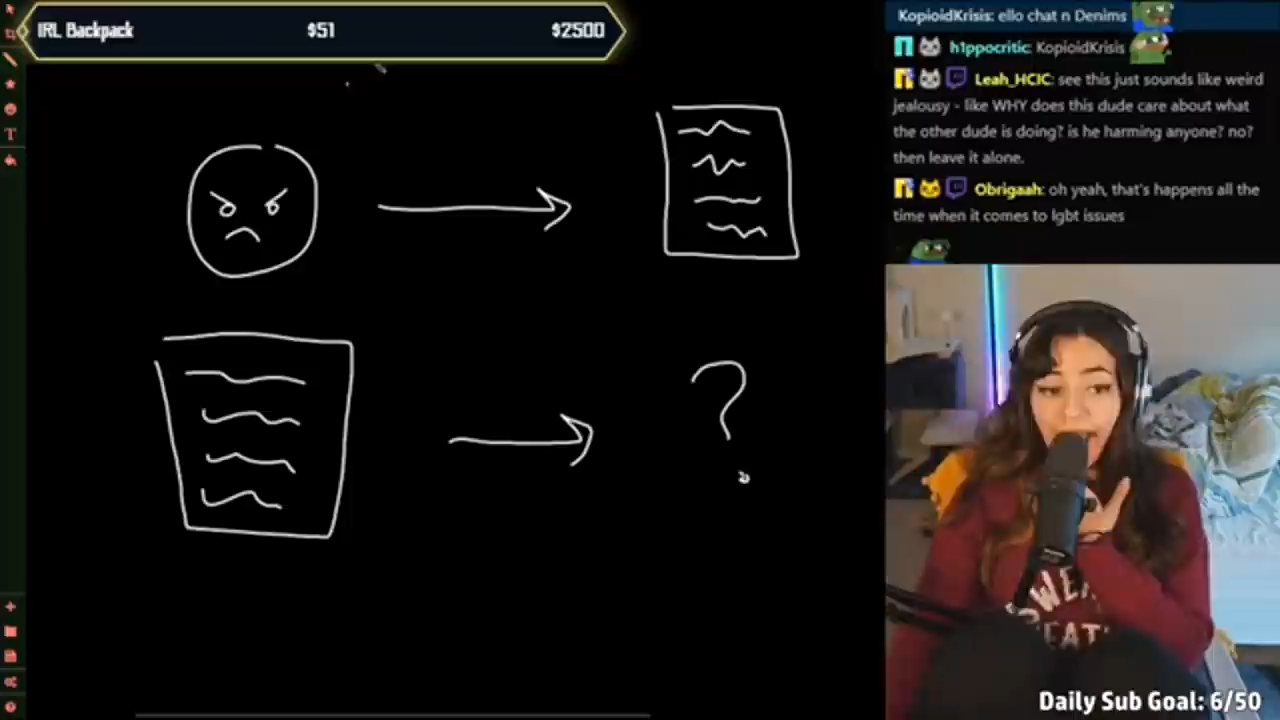 IRL Backpack $51 $2500
KopioidKrisis: ello chat n Denims
h1ppocritic: KopioidKrisis
Leah_HCIC: see this just sounds like weird
jealousy - like WHY does this dude care about what
the other dude is doing? is he harming anyone? no?
then leave it alone.
Obrigaah: oh yeah, that's happens all the
time when it comes to lgbt issues
?
T
Daily Sub Goal: 6/50